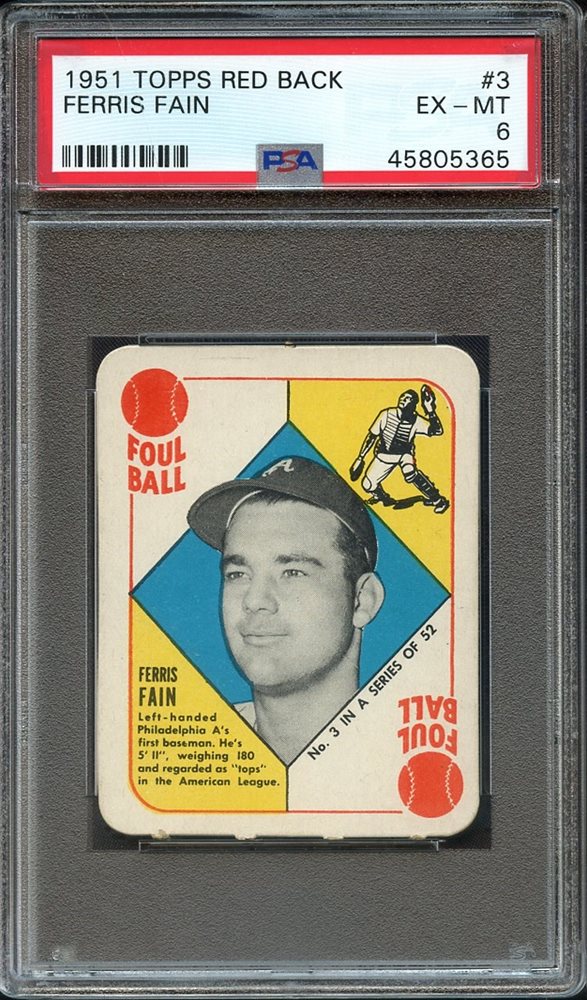 1951 TOPPS RED BACK #3
FERRIS FAIN EX – MT
6
PSA 45805365
FOUL
BALL
A
FERRIS
FAIN
Left-handed
Philadelphia A's
first baseman. He's
5' 11", weighing 180
and regarded as "tops"
in the American League.
No. 3 IN A SERIES OF 52
FOUL
BALL